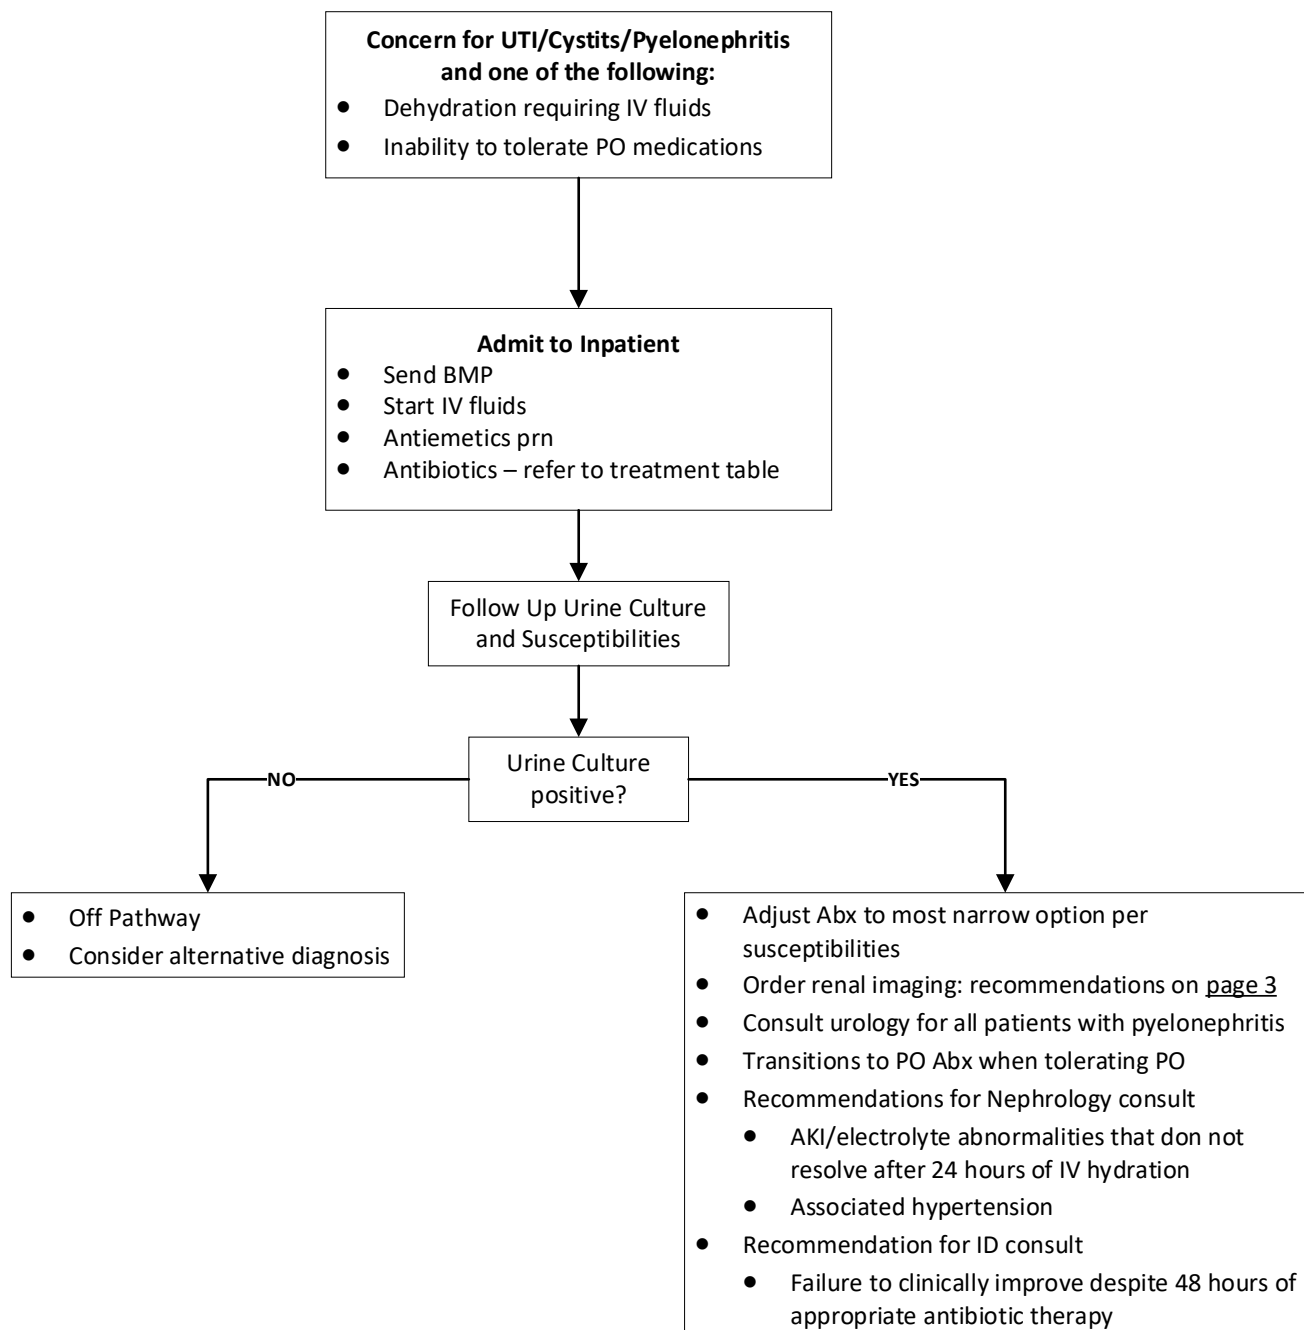 Concern for UTI/Cystits/Pyelonephritis
and one of the following:
● Dehydration requiring IV fluids
● Inability to tolerate PO medications
Admit to Inpatient
● Send BMP
● Start IV fluids
● Antiemetics prn
● Antibiotics – refer to treatment table
Follow Up Urine Culture
and Susceptibilities
Urine Culture
positive?
NO
YES
● Off Pathway
● Consider alternative diagnosis
● Adjust Abx to most narrow option per
susceptibilities
● Order renal imaging: recommendations on page 3
● Consult urology for all patients with pyelonephritis
● Transitions to PO Abx when tolerating PO
● Recommendations for Nephrology consult
● AKI/electrolyte abnormalities that don not
resolve after 24 hours of IV hydration
● Associated hypertension
● Recommendation for ID consult
● Failure to clinically improve despite 48 hours of
appropriate antibiotic therapy